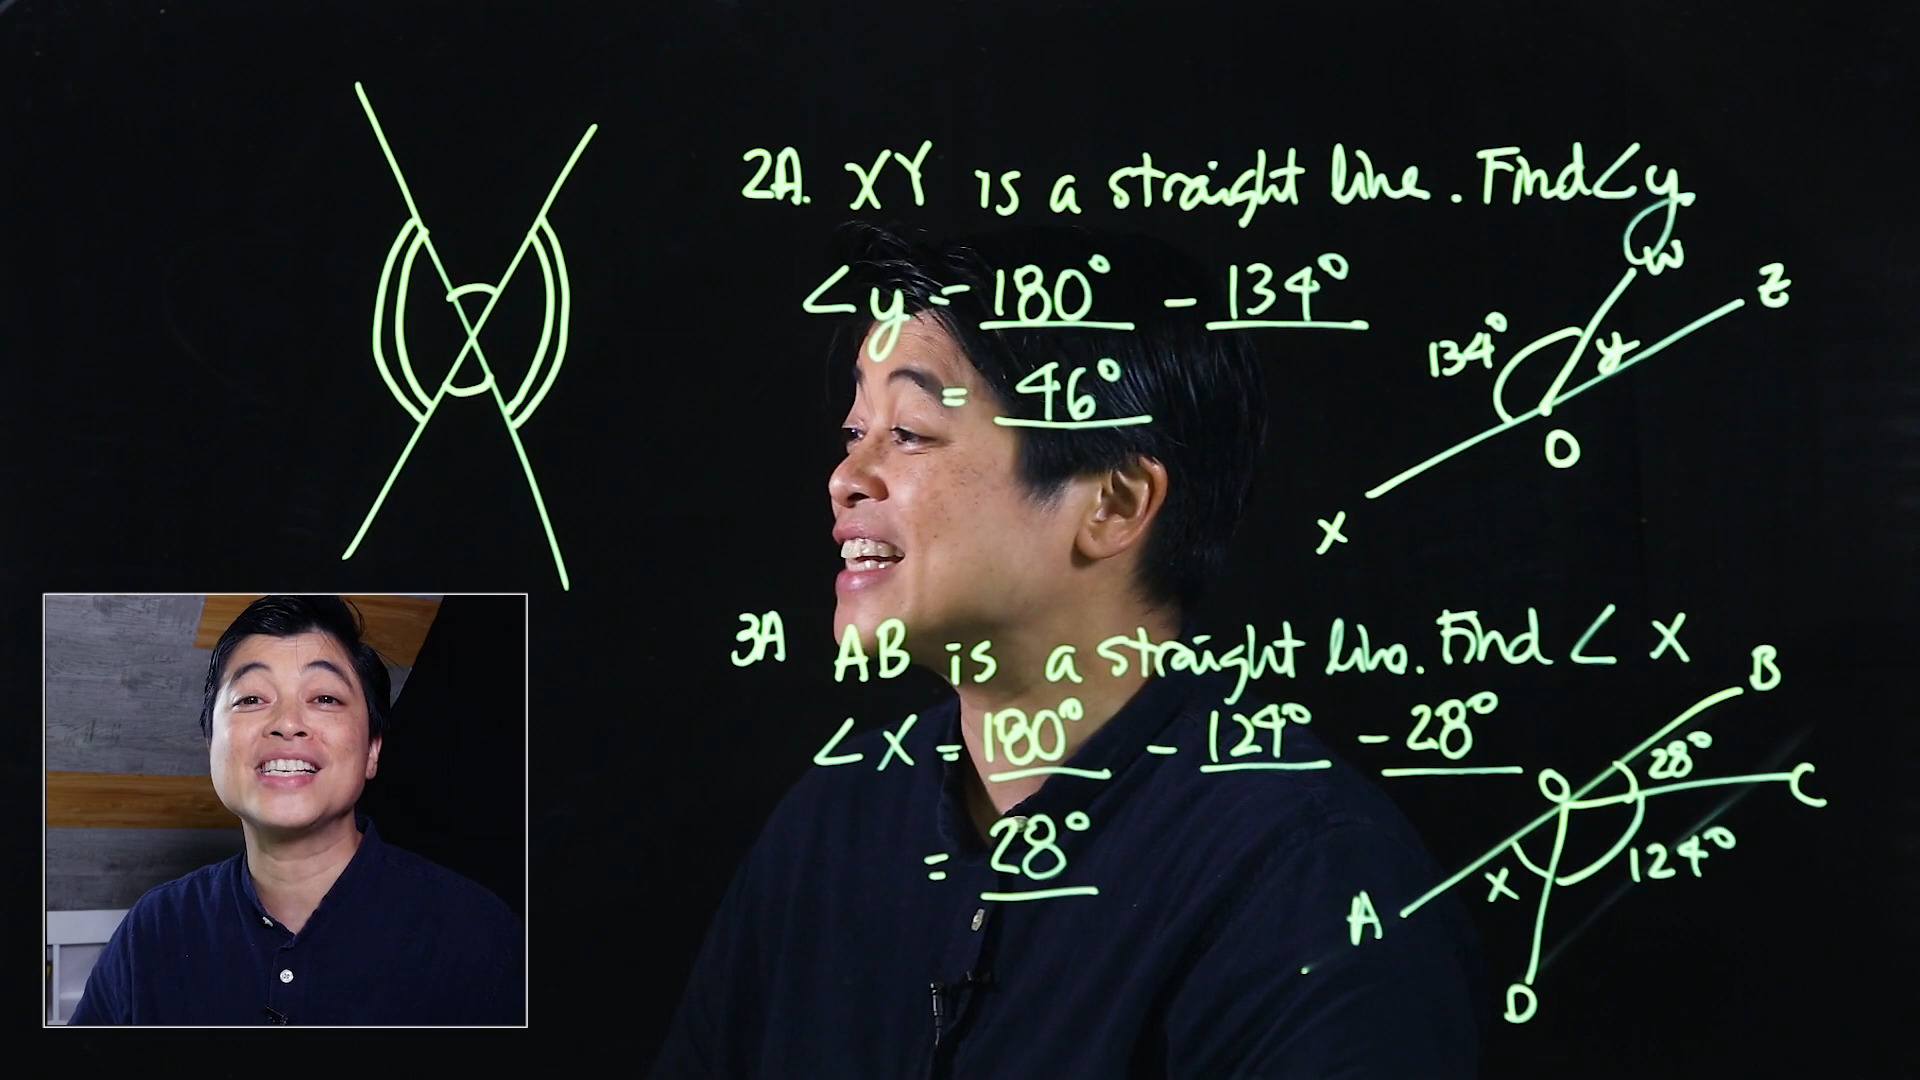 2A. XY is a straight line. Find ∠y
∠y = 180° - 134°
= 46°
W
Z
134°
y
O
X
3A AB is a straight line. Find ∠X
∠X = 180° - 124° - 28°
= 28°
B
28°
O
C
124°
x
A
D